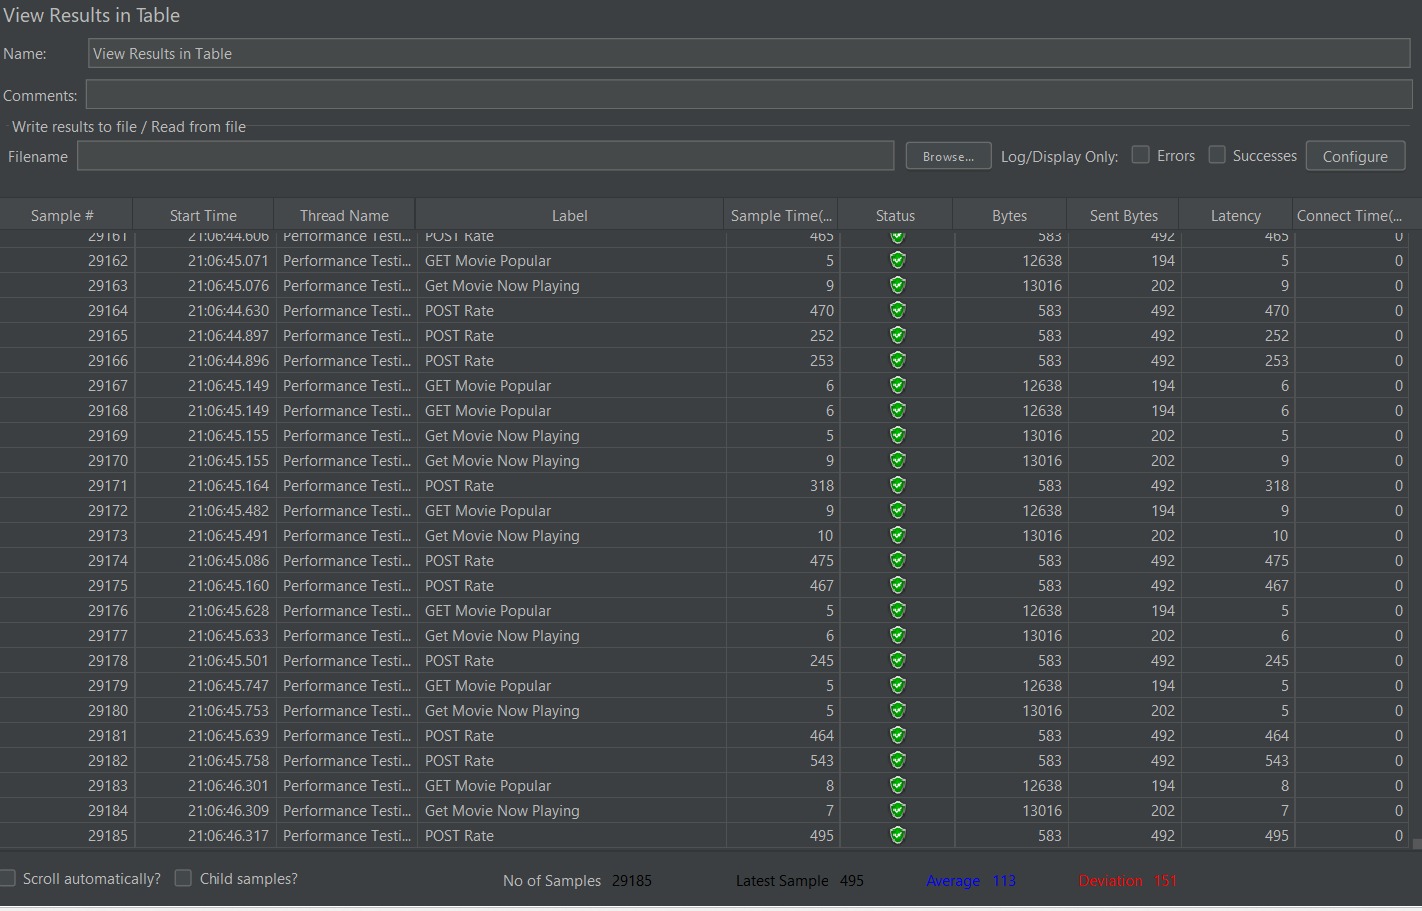 View Results in Table
Name: View Results in Table
Comments:
Write results to file / Read from file
Filename Browse... Log/Display Only: Errors Successes Configure
Sample # Start Time Thread Name Label Sample Time(... Status Bytes Sent Bytes Latency Connect Time(...
29161 21:06:44.606 Performance Testi... POST Rate 465 583 492 465 0
29162 21:06:45.071 Performance Testi... GET Movie Popular 5 12638 194 5 0
29163 21:06:45.076 Performance Testi... Get Movie Now Playing 9 13016 202 9 0
29164 21:06:44.630 Performance Testi... POST Rate 470 583 492 470 0
29165 21:06:44.897 Performance Testi... POST Rate 252 583 492 252 0
29166 21:06:44.896 Performance Testi... POST Rate 253 583 492 253 0
29167 21:06:45.149 Performance Testi... GET Movie Popular 6 12638 194 6 0
29168 21:06:45.149 Performance Testi... GET Movie Popular 6 12638 194 6 0
29169 21:06:45.155 Performance Testi... Get Movie Now Playing 5 13016 202 5 0
29170 21:06:45.155 Performance Testi... Get Movie Now Playing 9 13016 202 9 0
29171 21:06:45.164 Performance Testi... POST Rate 318 583 492 318 0
29172 21:06:45.482 Performance Testi... GET Movie Popular 9 12638 194 9 0
29173 21:06:45.491 Performance Testi... Get Movie Now Playing 10 13016 202 10 0
29174 21:06:45.086 Performance Testi... POST Rate 475 583 492 475 0
29175 21:06:45.160 Performance Testi... POST Rate 467 583 492 467 0
29176 21:06:45.628 Performance Testi... GET Movie Popular 5 12638 194 5 0
29177 21:06:45.633 Performance Testi... Get Movie Now Playing 6 13016 202 6 0
29178 21:06:45.501 Performance Testi... POST Rate 245 583 492 245 0
29179 21:06:45.747 Performance Testi... GET Movie Popular 5 12638 194 5 0
29180 21:06:45.753 Performance Testi... Get Movie Now Playing 5 13016 202 5 0
29181 21:06:45.639 Performance Testi... POST Rate 464 583 492 464 0
29182 21:06:45.758 Performance Testi... POST Rate 543 583 492 543 0
29183 21:06:46.301 Performance Testi... GET Movie Popular 8 12638 194 8 0
29184 21:06:46.309 Performance Testi... Get Movie Now Playing 7 13016 202 7 0
29185 21:06:46.317 Performance Testi... POST Rate 495 583 492 495 0
Scroll automatically? Child samples? No of Samples 29185 Latest Sample 495 Average 113 Deviation 151